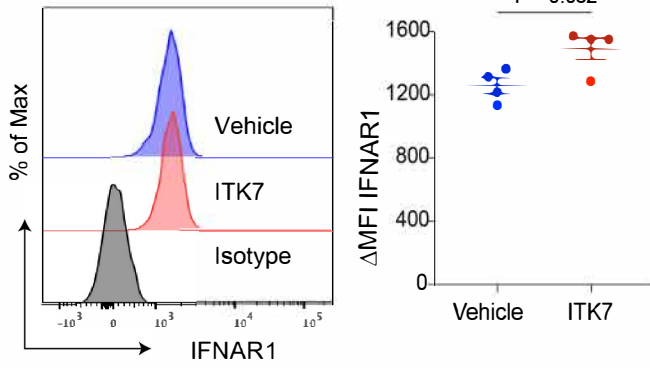 % of Max
Vehicle
ITK7
Isotype
-10³ 0 10³ 10⁴ 10⁵
IFNAR1
ΔMFI IFNAR1
1600
1200
800
400
0
Vehicle ITK7